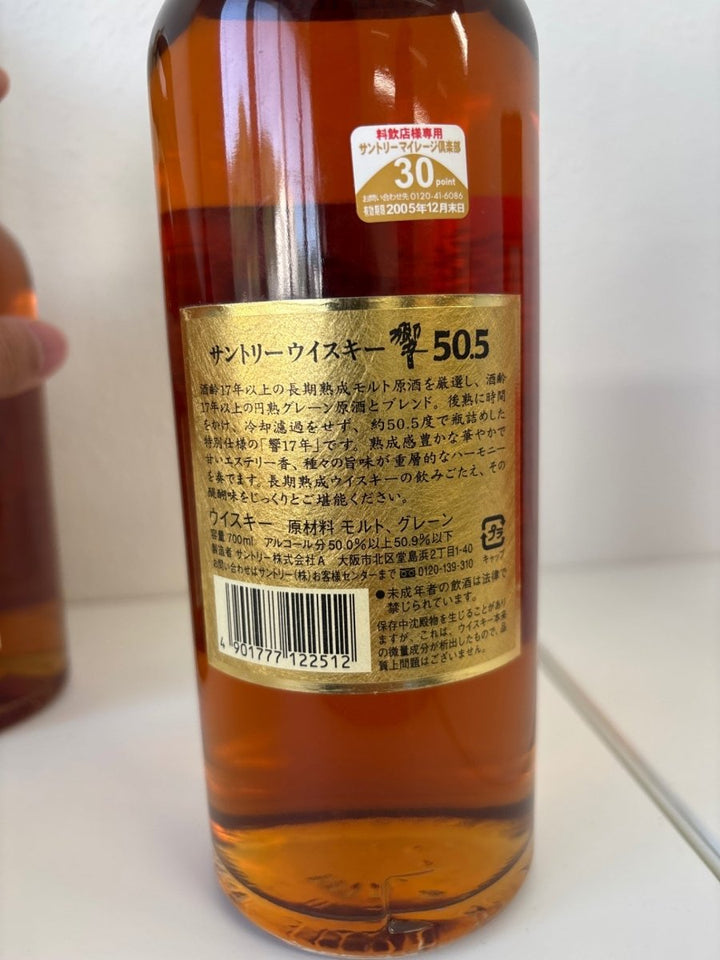 料飲店様専用
サントリーマイレージ倶楽部
30point
お問い合わせ先 0120-41-6086
有効期限 2005年12月末日
サントリーウイスキー 響 50.5
酒齢17年以上の長期熟成モルト原酒を厳選し、酒齢
17年以上の円熟グレーン原酒とブレンド。後熟に時間
をかけ、冷却濾過をせず、約50.5度で瓶詰めした
特別仕様の「響17年」です。熟成感豊かな華やかで
甘いエステリー香、種々の旨味が重層的なハーモニー
を奏でます。長期熟成ウイスキーの飲みごたえ、その
醍醐味をじっくりとご堪能ください。
ウイスキー 原材料 モルト、グレーン
容量 700ml アルコール分 50.0%以上50.9%以下
製造者 サントリー株式会社A 大阪市北区堂島浜2丁目1-40
お問い合わせはサントリー(株)お客様センターまで 0120-139-310
プラ
キャップ
●未成年者の飲酒は法律で
禁じられています。
保存中沈殿物を生じることがあり
ますが、これは、ウイスキー本来
の微量成分が析出したもので、品
質上問題はございません。
4 901777 122512